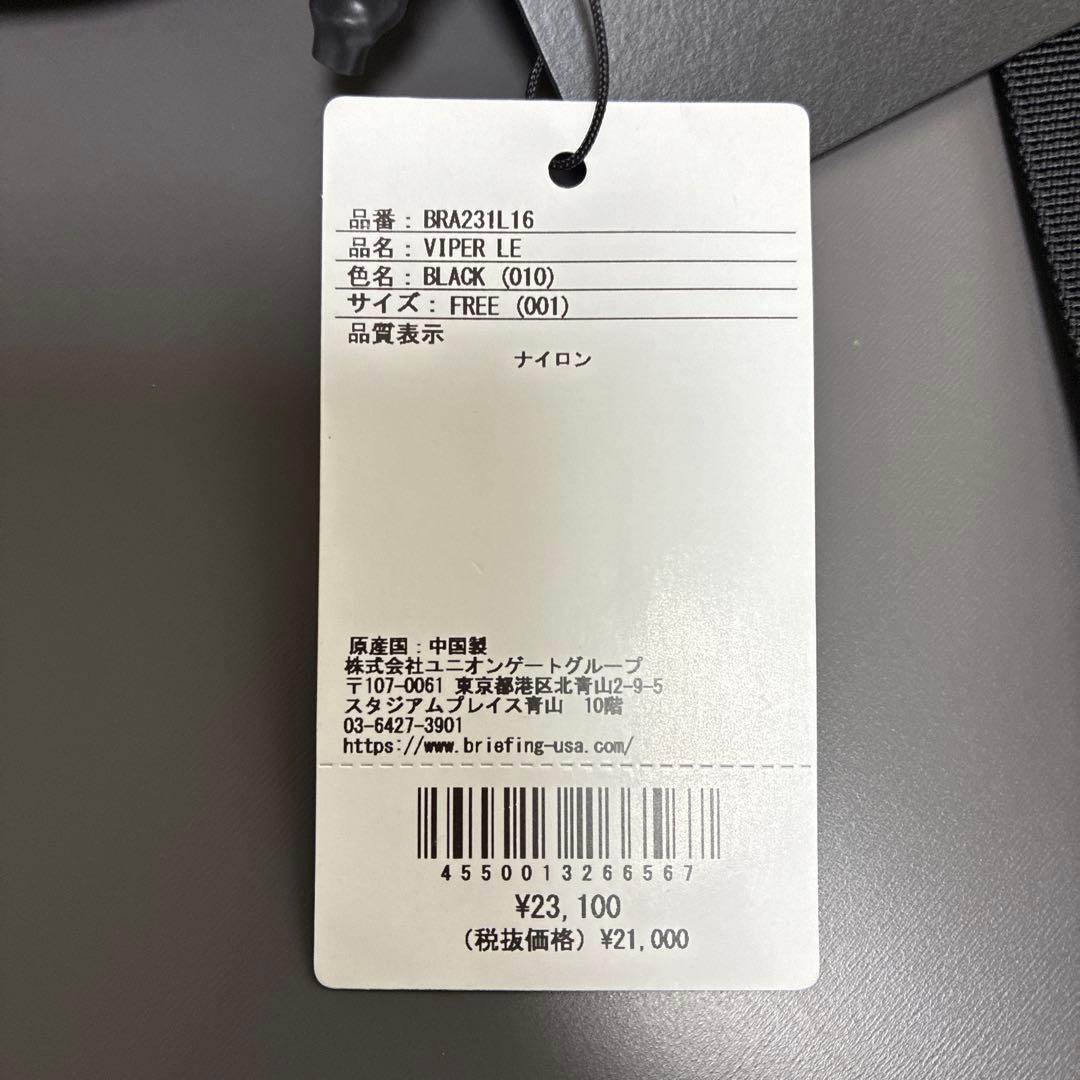 品番：BRA231L16
品名：VIPER LE
色名：BLACK (010)
サイズ：FREE (001)
品質表示
ナイロン
原産国：中国製
株式会社ユニオンゲートグループ
〒107-0061 東京都港区北青山2-9-5
スタジアムプレイス青山 10階
03-6427-3901
https://www.briefing-usa.com/
4550013266567
¥23,100
(税抜価格) ¥21,000